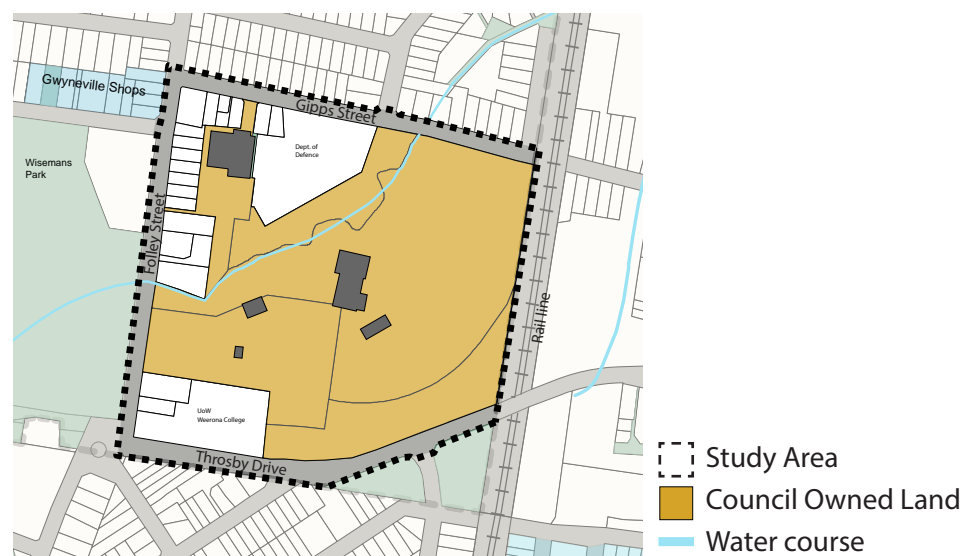 Gwyneville Shops
Gipps Street
Dept. of
Defence
Wisemans
Park
Folley Street
Rail line
UoW
Weerona College
Throsby Drive
Study Area
Council Owned Land
Water course